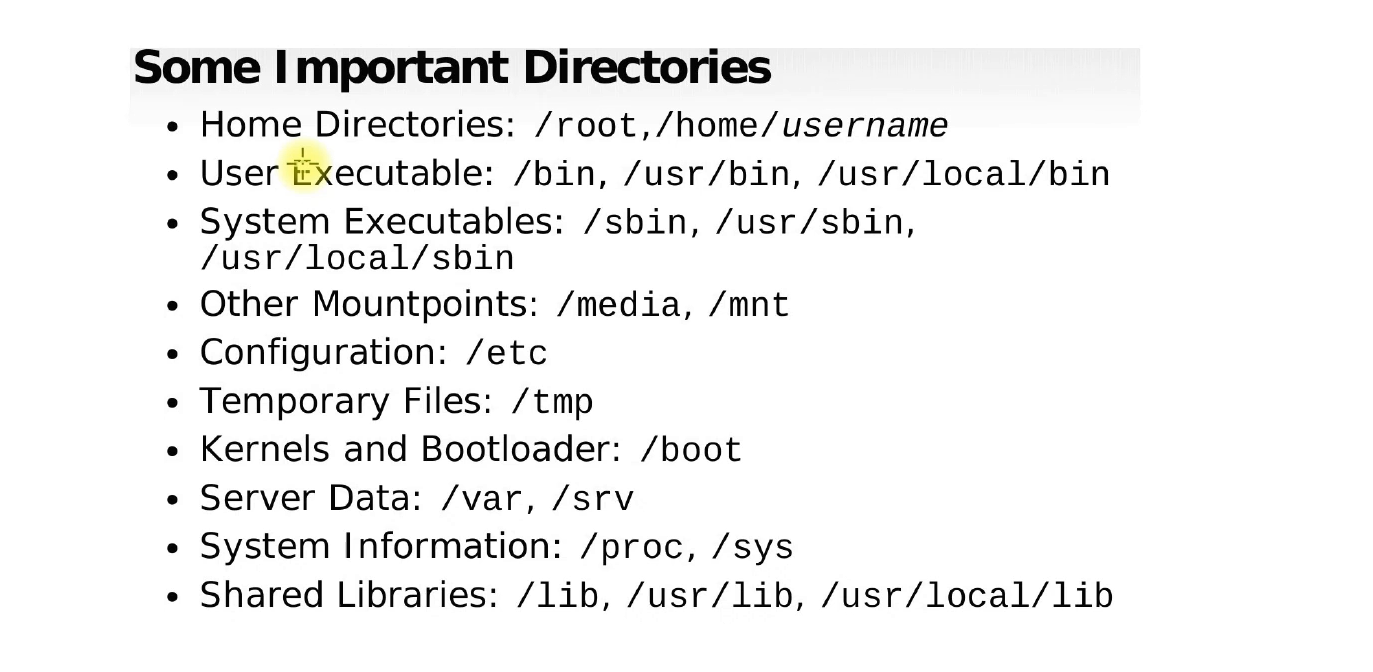 Some Important Directories
• Home Directories: /root,/home/username
• User Executable: /bin, /usr/bin, /usr/local/bin
• System Executables: /sbin, /usr/sbin,
/usr/local/sbin
• Other Mountpoints: /media, /mnt
• Configuration: /etc
• Temporary Files: /tmp
• Kernels and Bootloader: /boot
• Server Data: /var, /srv
• System Information: /proc, /sys
• Shared Libraries: /lib, /usr/lib, /usr/local/lib